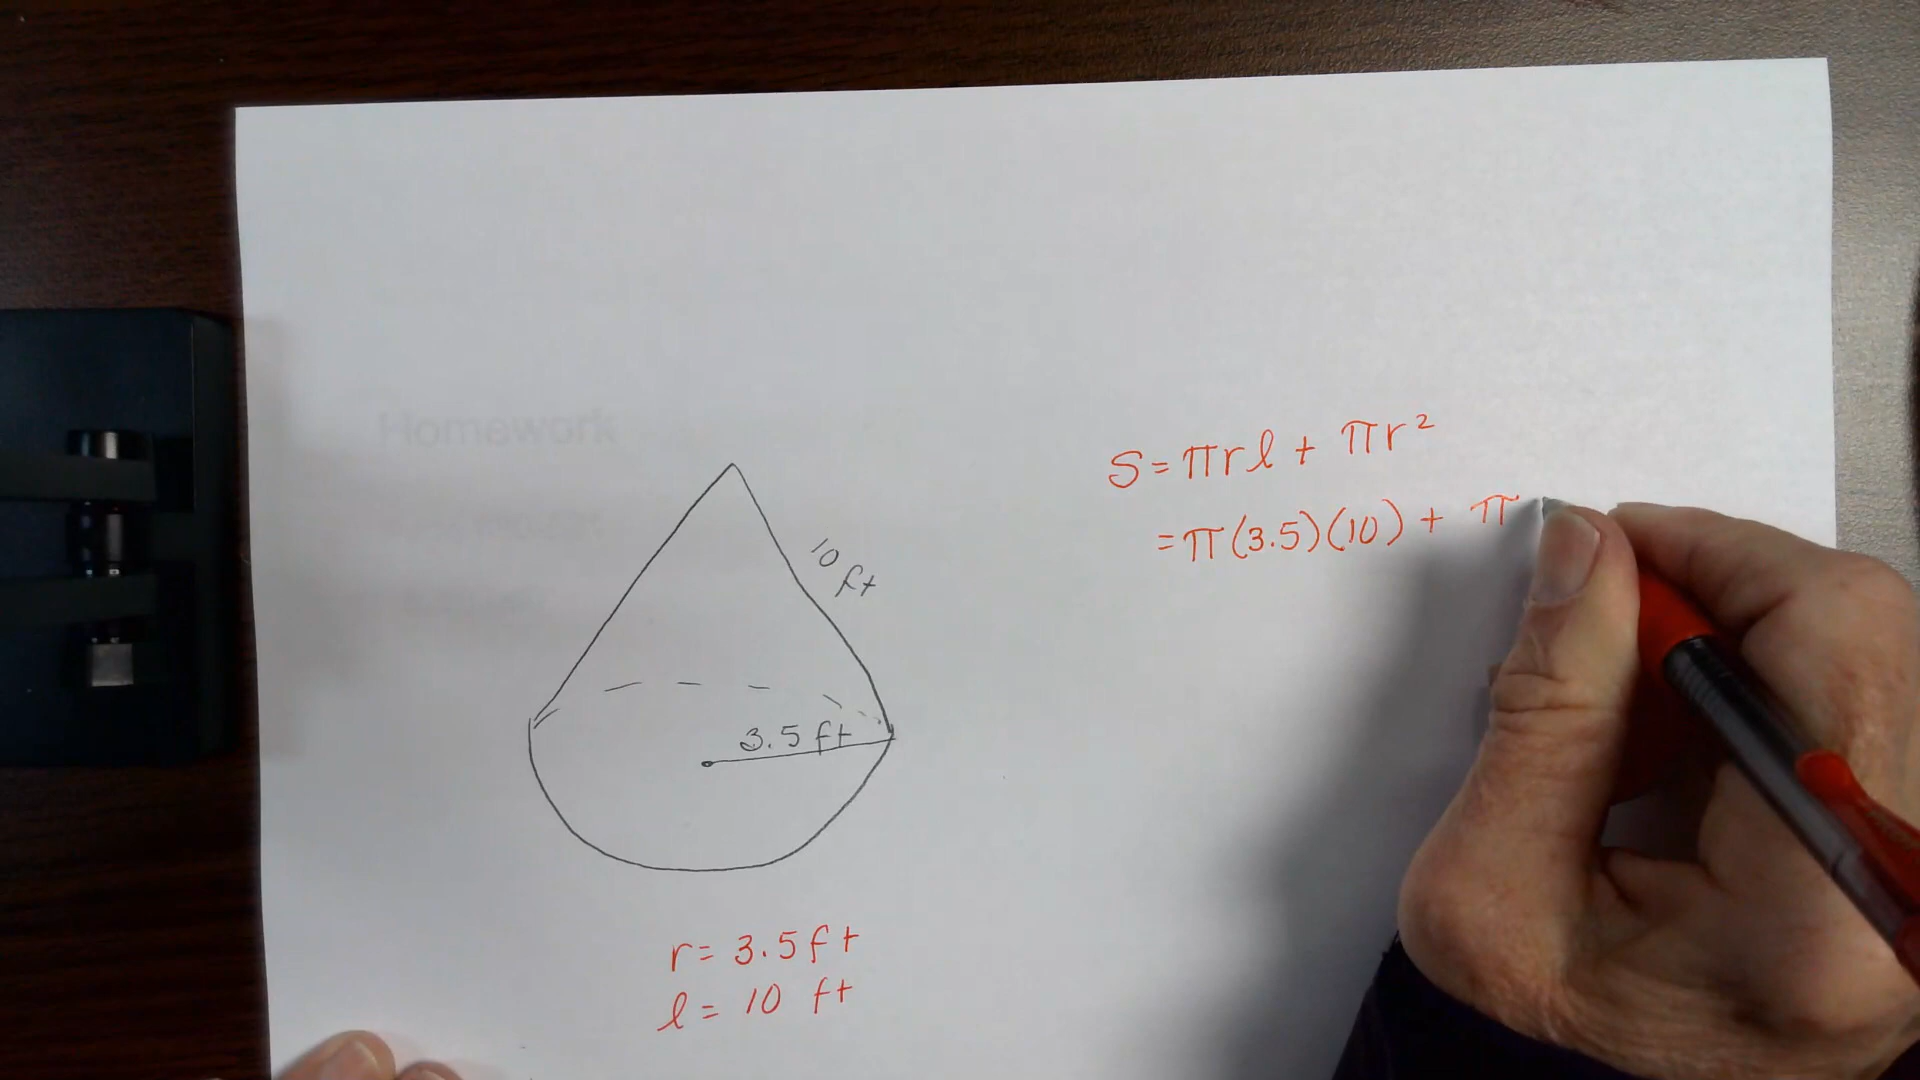 Homework
S = πrl + πr²
= π(3.5)(10) + π
10 ft
3.5 ft
r = 3.5 ft
l = 10 ft